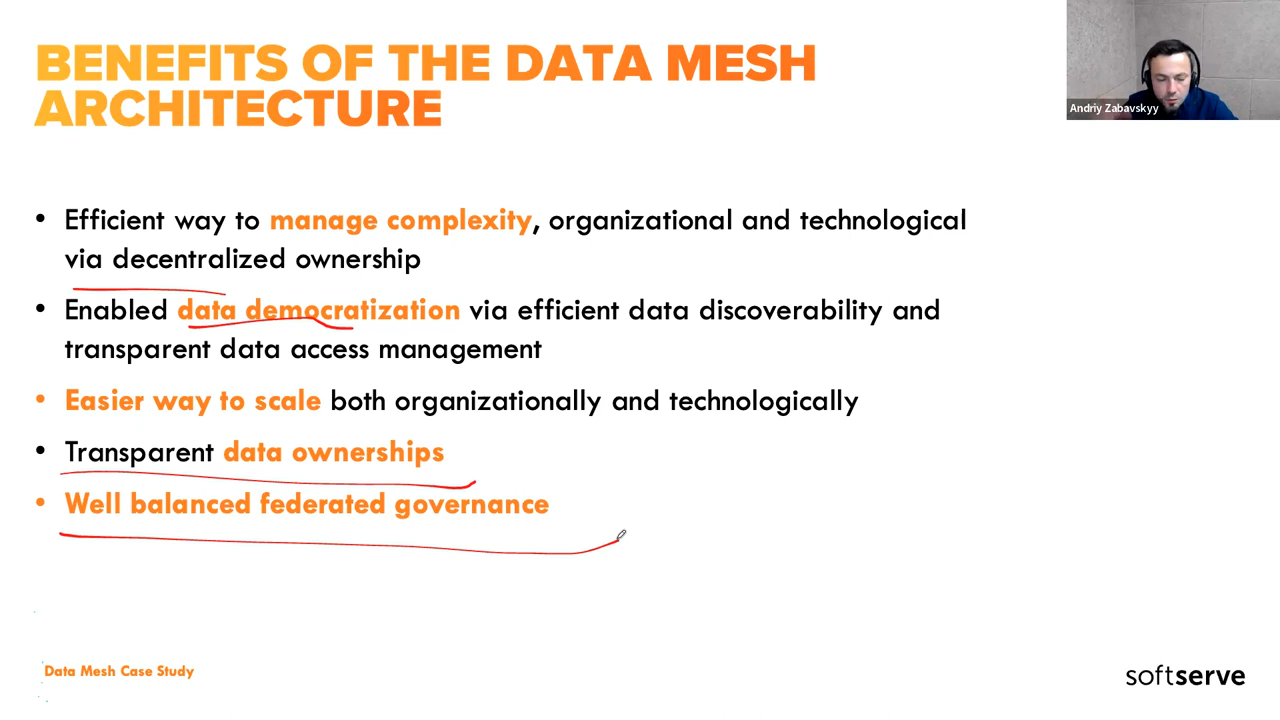 BENEFITS OF THE DATA MESH
ARCHITECTURE
Andriy Zabavskyy
• Efficient way to manage complexity, organizational and technological
via decentralized ownership
• Enabled data democratization via efficient data discoverability and
transparent data access management
• Easier way to scale both organizationally and technologically
• Transparent data ownerships
• Well balanced federated governance
Data Mesh Case Study
softserve